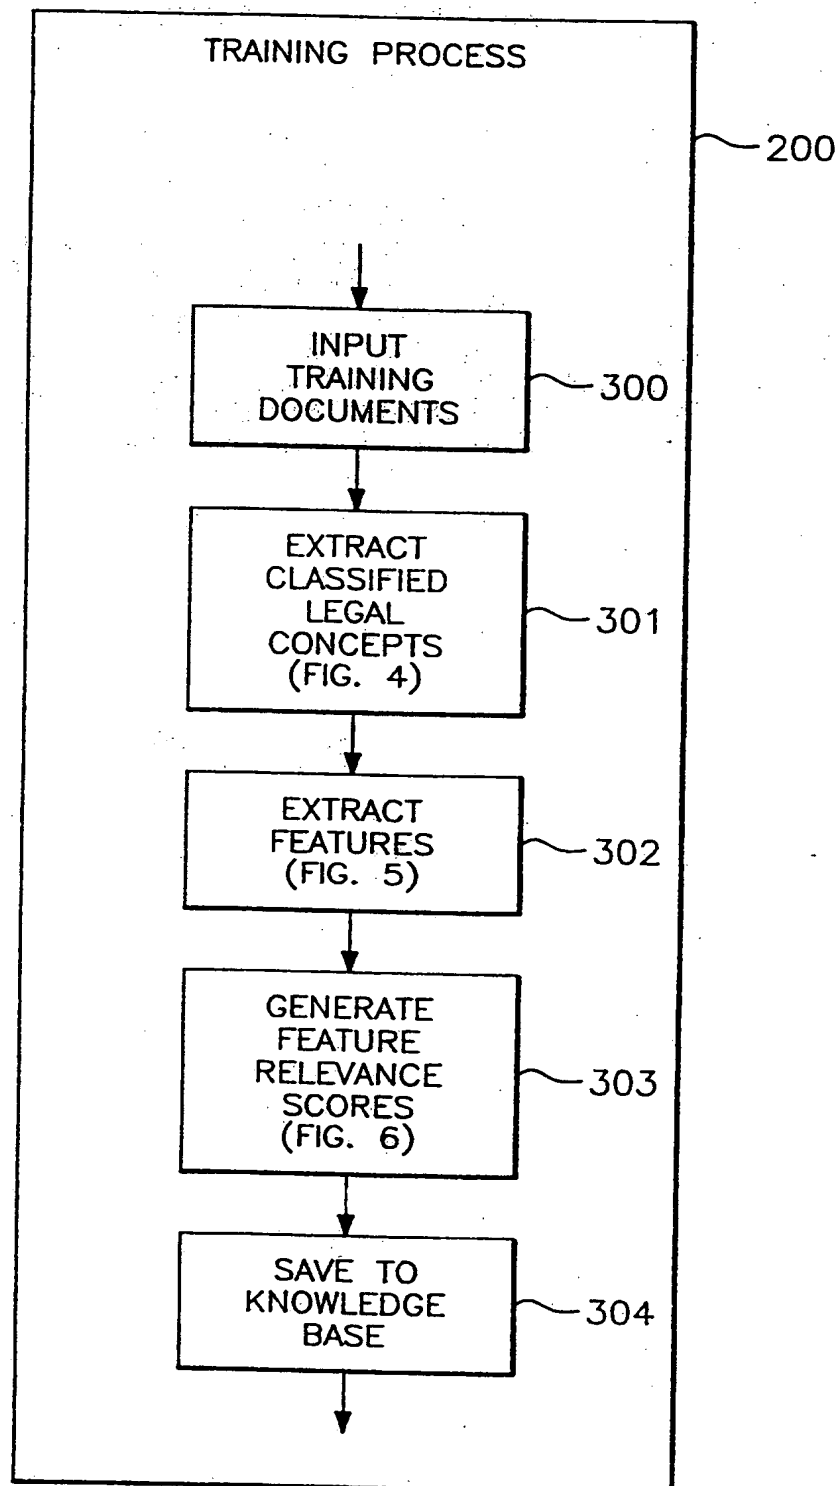 TRAINING PROCESS
200
INPUT
TRAINING
DOCUMENTS
300
EXTRACT
CLASSIFIED
LEGAL
CONCEPTS
(FIG. 4)
301
EXTRACT
FEATURES
(FIG. 5)
302
GENERATE
FEATURE
RELEVANCE
SCORES
(FIG. 6)
303
SAVE TO
KNOWLEDGE
BASE
304